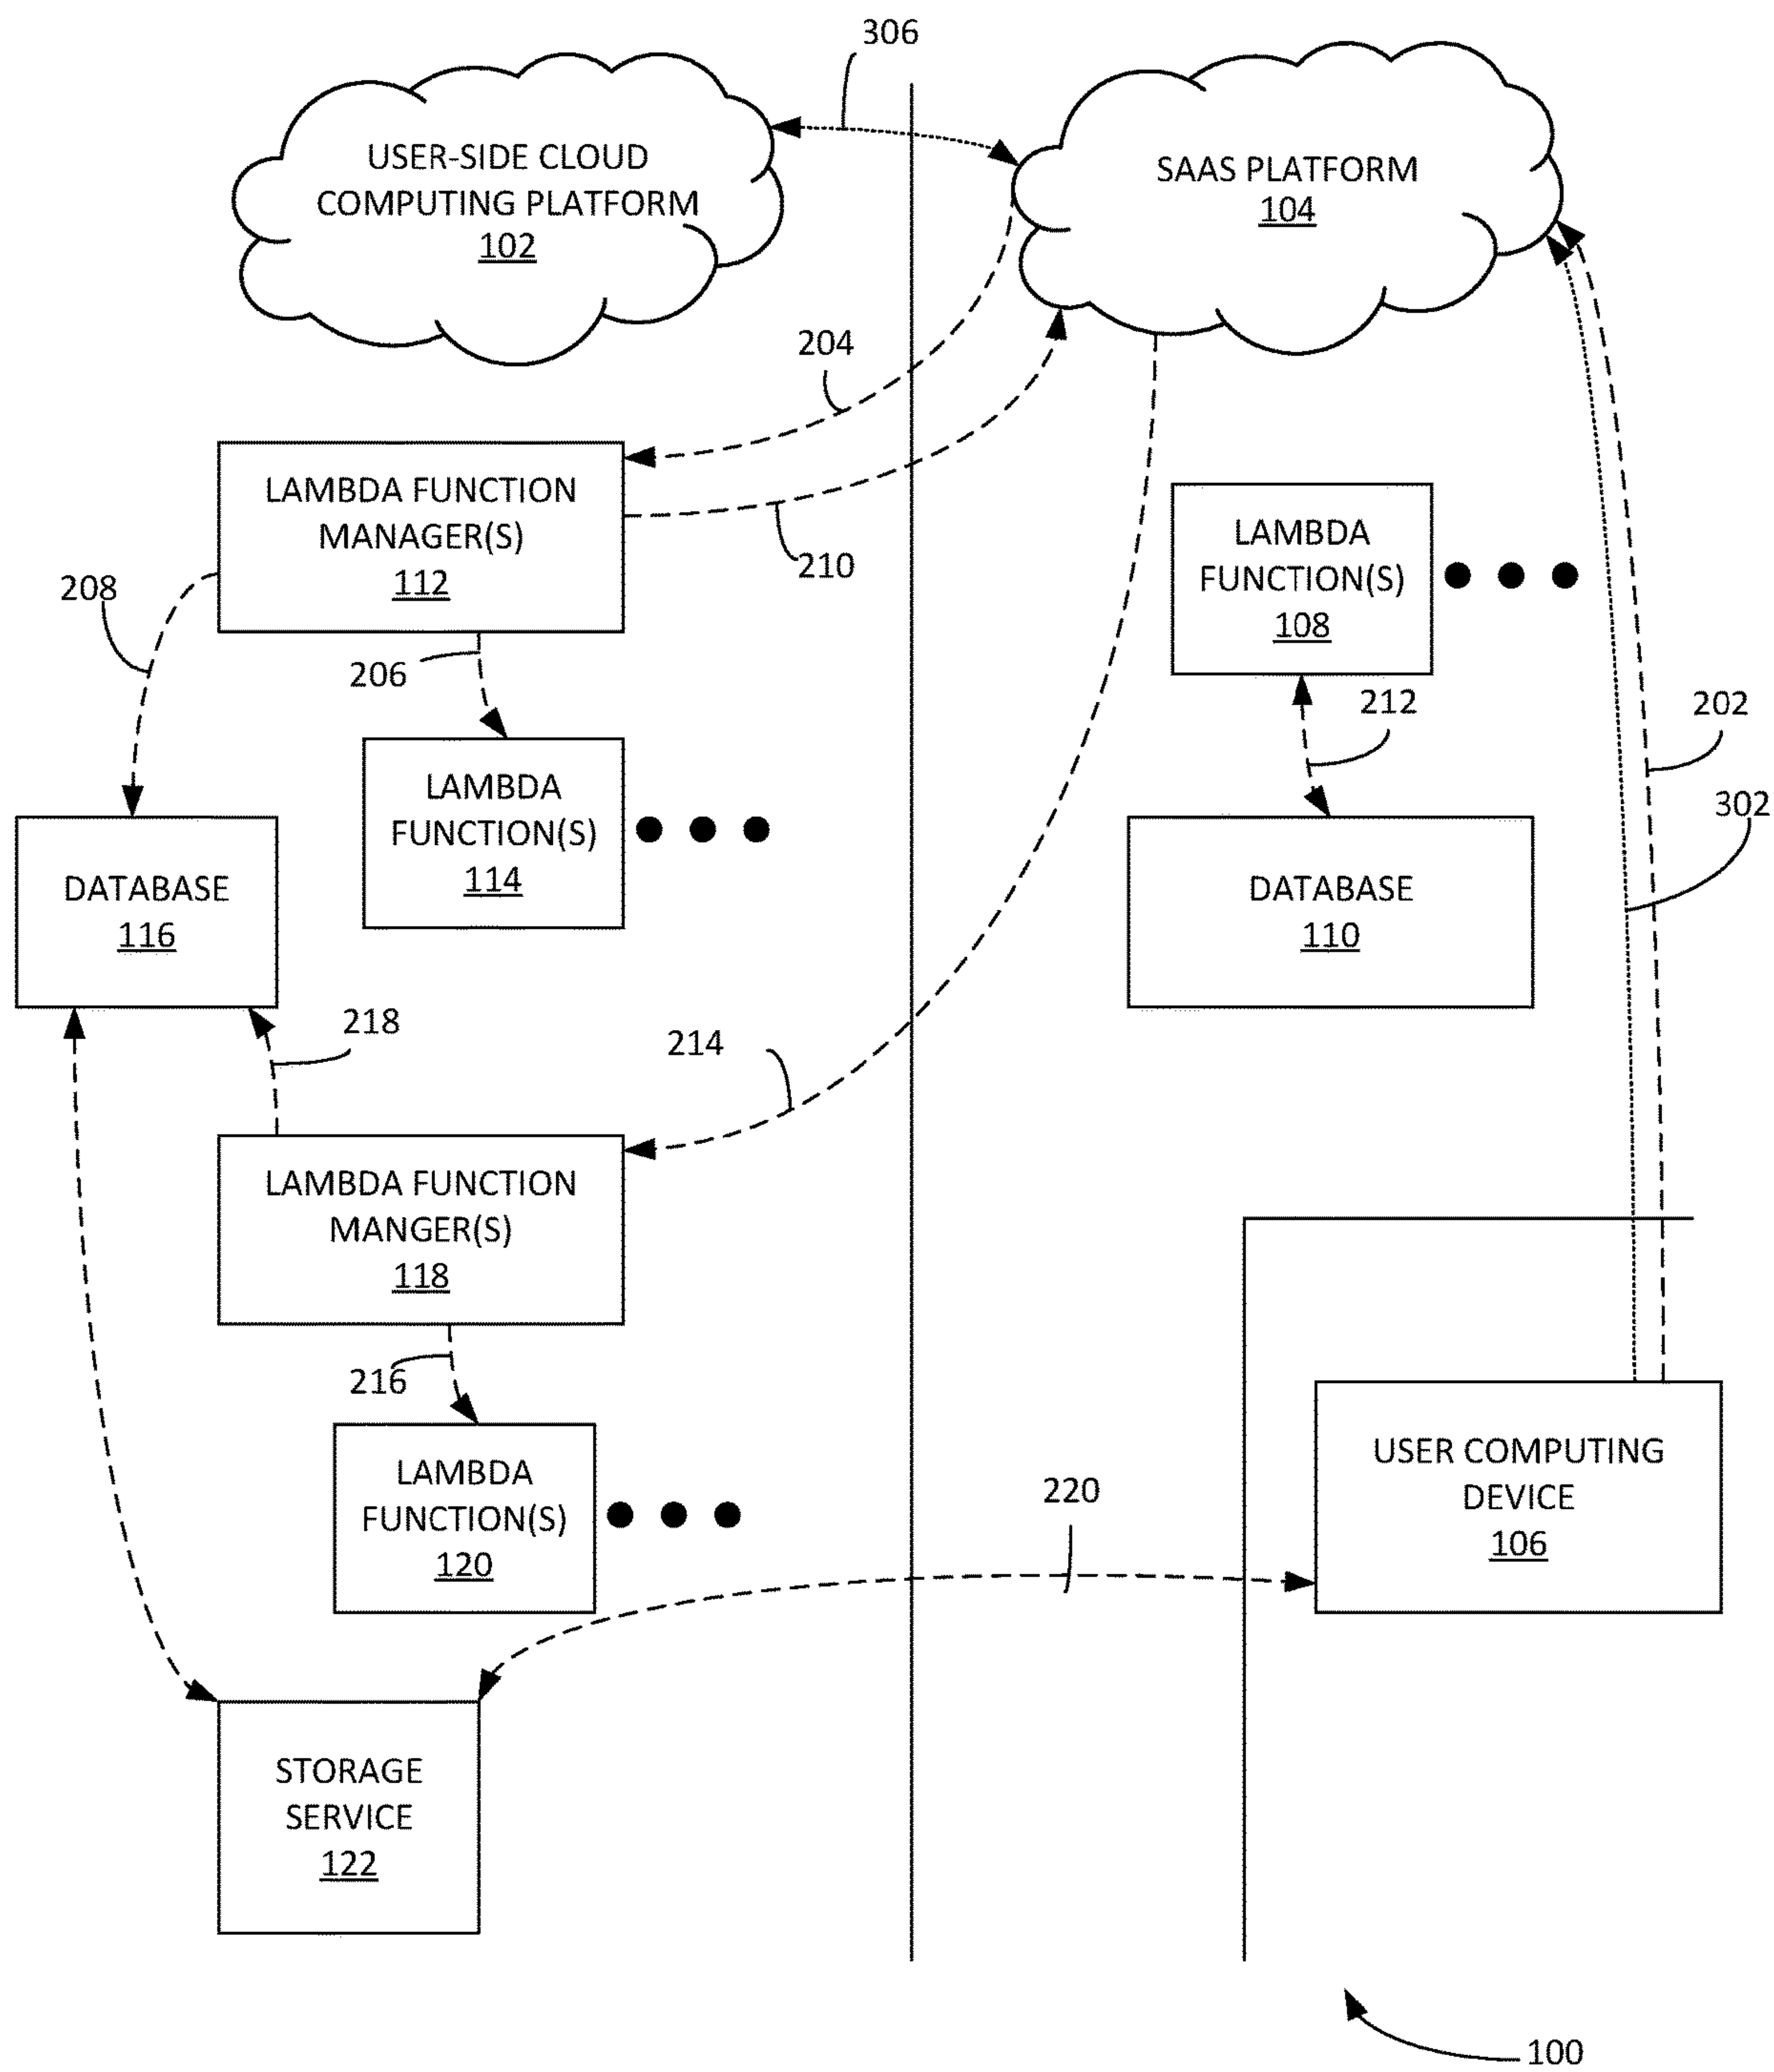 306
USER-SIDE CLOUD
COMPUTING PLATFORM
102
SAAS PLATFORM
104
204
LAMBDA FUNCTION
MANAGER(S)
112
210
LAMBDA
FUNCTION(S)
108
208
206
212
202
LAMBDA
FUNCTION(S)
114
302
DATABASE
116
DATABASE
110
218
214
LAMBDA FUNCTION
MANGER(S)
118
216
USER COMPUTING
DEVICE
106
LAMBDA
FUNCTION(S)
120
220
STORAGE
SERVICE
122
100